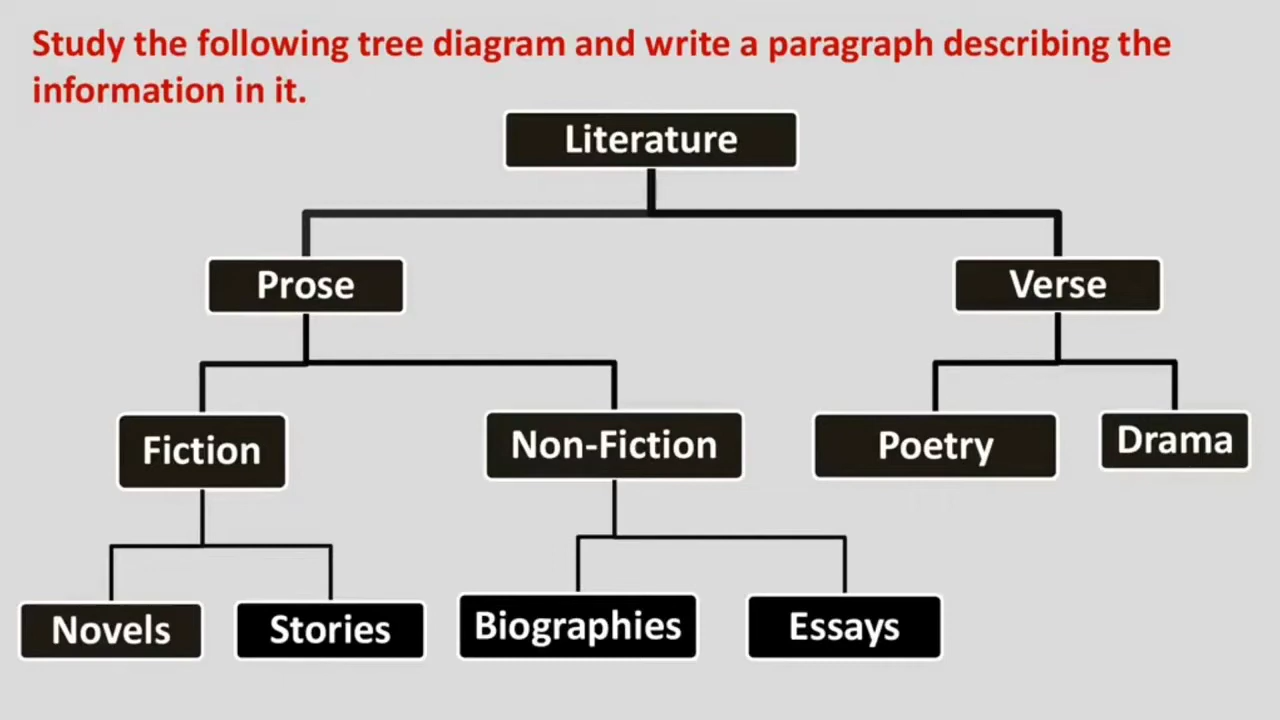 Study the following tree diagram and write a paragraph describing the
information in it.
Literature
Prose
Verse
Fiction
Non-Fiction
Poetry
Drama
Novels
Stories
Biographies
Essays